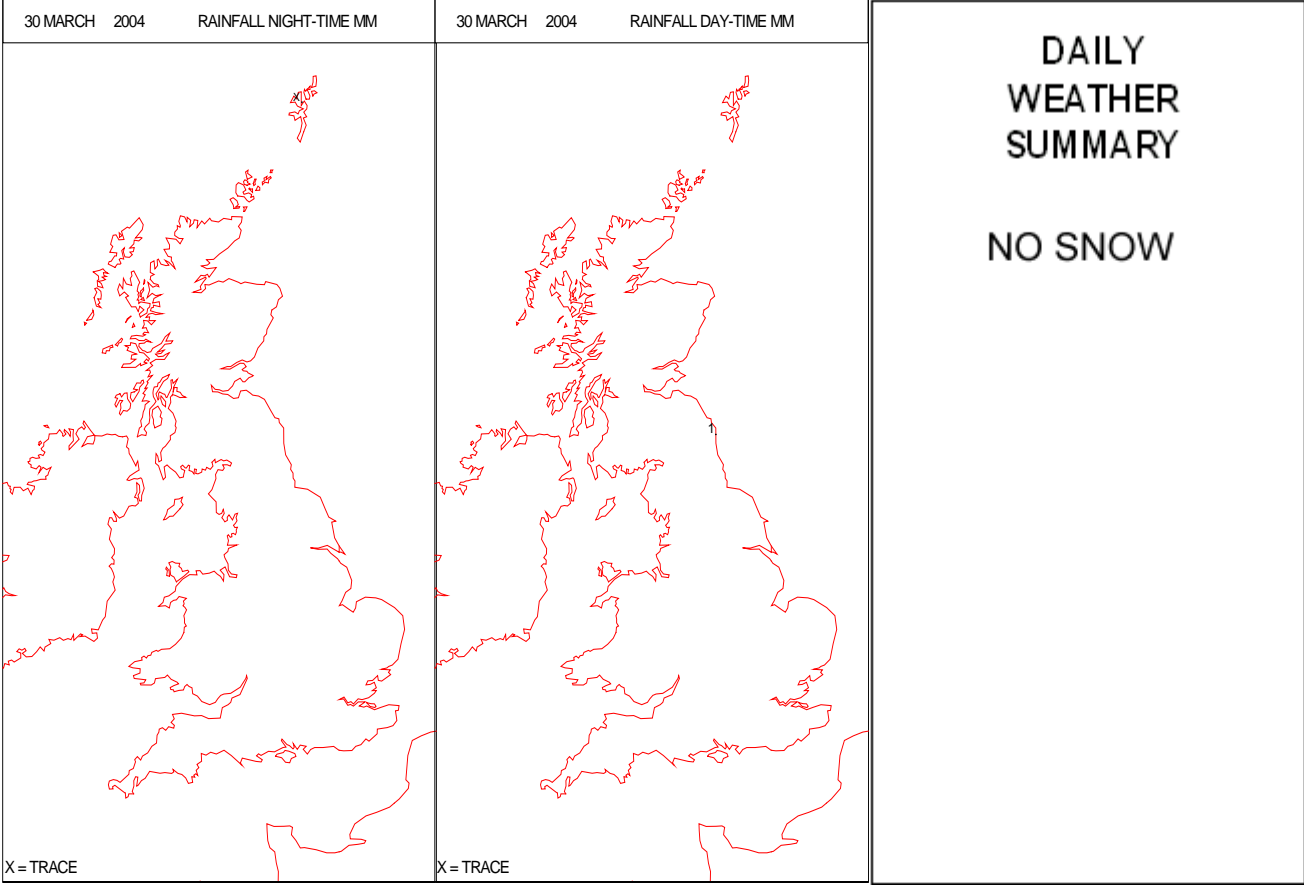 30 MARCH 2004 RAINFALL NIGHT-TIME MM
X
X = TRACE
30 MARCH 2004 RAINFALL DAY-TIME MM
1.
X = TRACE
DAILY
WEATHER
SUMMARY
NO SNOW